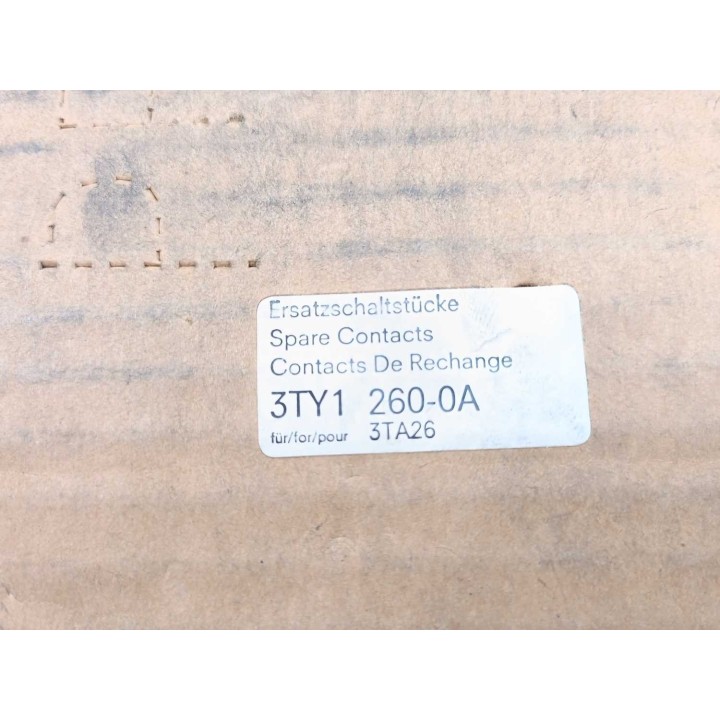 Ersatzschaltstücke
Spare Contacts
Contacts De Rechange
3TY1 260-0A
für/for/pour 3TA26